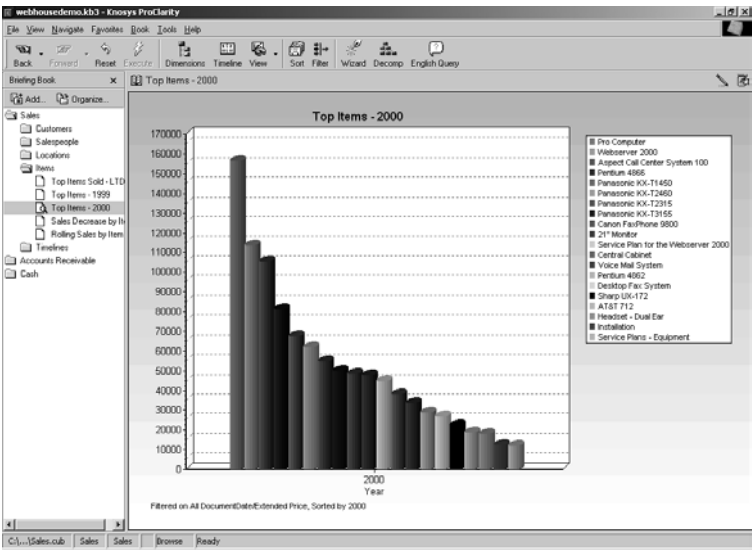 webhousedemo.kb3 - Knosys ProClarity
File View Navigate Favorites Book Tools Help
Back Forward Reset Execute Dimensions Timeline View Sort Filter Wizard Decomp English Query
Briefing Book × Top Items - 2000
Add... Organize...
Sales
Customers
Salespeople
Locations
Items
Top Items Sold - LTD
Top Items - 1999
Top Items - 2000
Sales Decrease by It
Rolling Sales by Item
Timelines
Accounts Receivable
Cash
Top Items - 2000
170000
160000
150000
140000
130000
120000
110000
100000
90000
80000
70000
60000
50000
40000
30000
20000
10000
0
2000
Year
Pro Computer
Webserver 2000
Aspect Call Center System 100
Pentium 4866
Panasonic KX-T1450
Panasonic KX-T2460
Panasonic KX-T2315
Panasonic KX-T3155
Canon FaxPhone 9800
21" Monitor
Service Plan for the Webserver 2000
Central Cabinet
Voice Mail System
Pentium 4862
Desktop Fax System
Sharp UX-172
AT&T 712
Headset - Dual Ear
Installation
Service Plans - Equipment
Filtered on All DocumentDate/Extended Price, Sorted by 2000
C:\...\Sales.cub Sales Sales Browse Ready